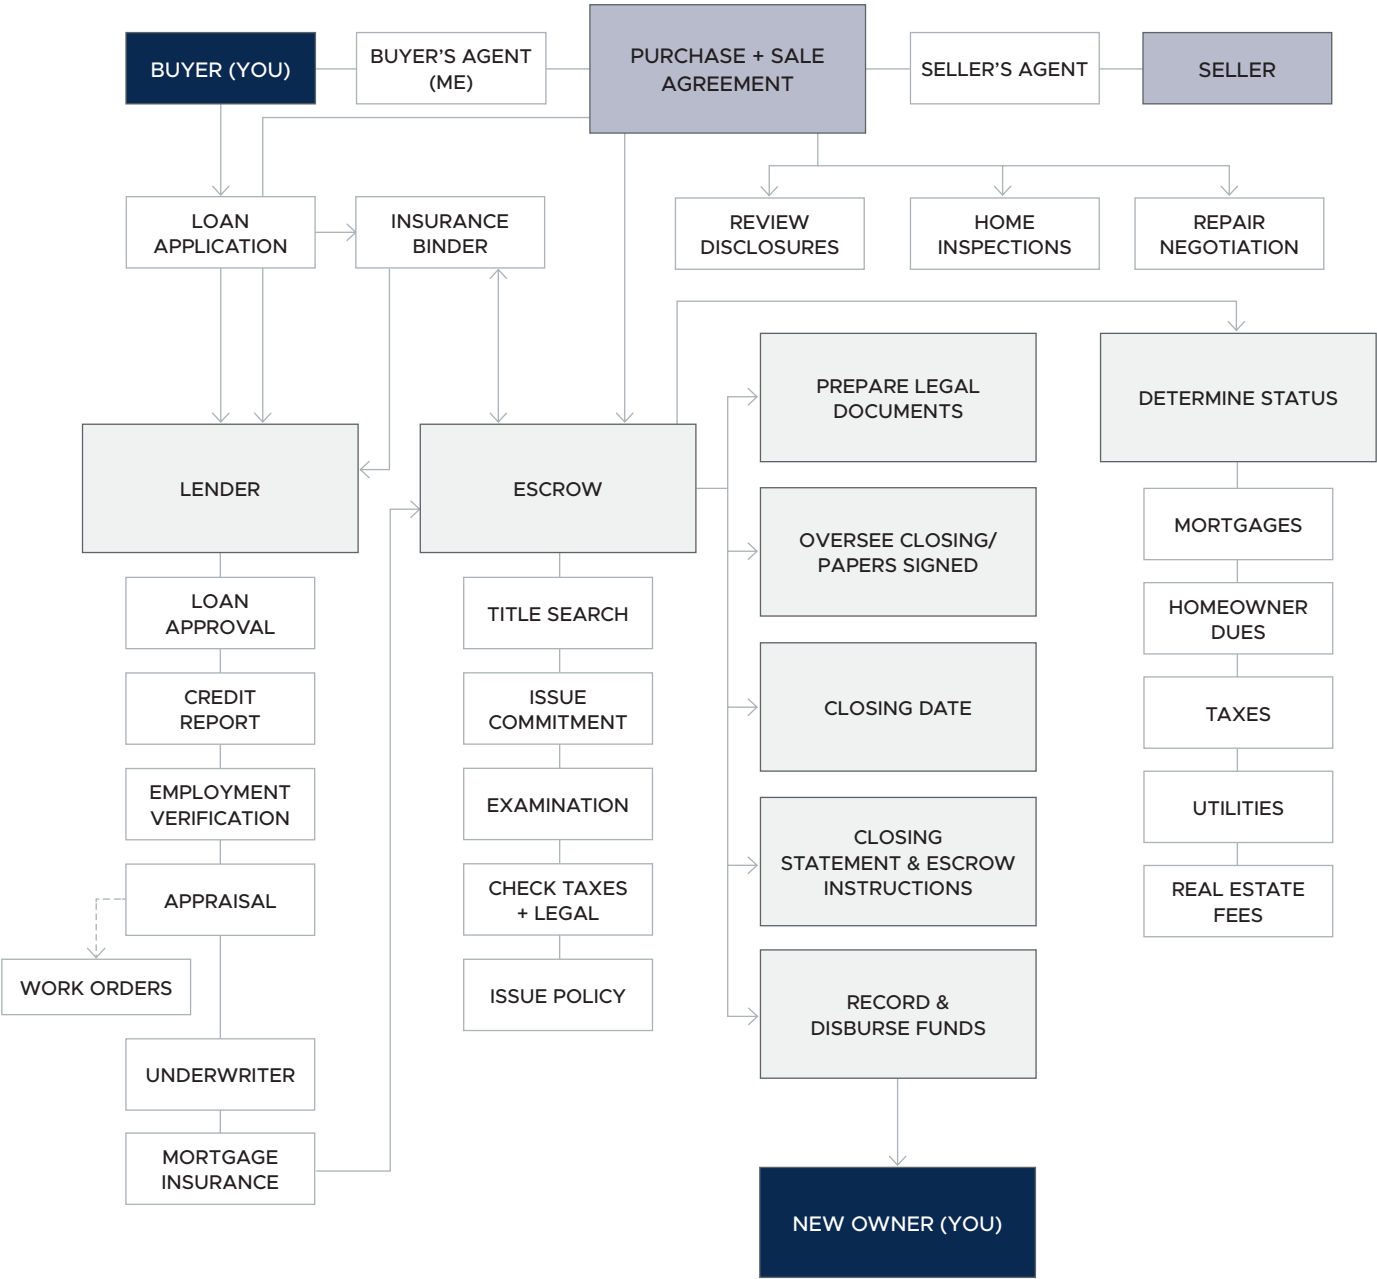 BUYER (YOU)
BUYER’S AGENT
(ME)
PURCHASE + SALE
AGREEMENT
SELLER’S AGENT
SELLER
LOAN
APPLICATION
INSURANCE
BINDER
REVIEW
DISCLOSURES
HOME
INSPECTIONS
REPAIR
NEGOTIATION
LENDER
ESCROW
PREPARE LEGAL
DOCUMENTS
DETERMINE STATUS
LOAN
APPROVAL
CREDIT
REPORT
EMPLOYMENT
VERIFICATION
APPRAISAL
WORK ORDERS
UNDERWRITER
MORTGAGE
INSURANCE
TITLE SEARCH
ISSUE
COMMITMENT
EXAMINATION
CHECK TAXES
+ LEGAL
ISSUE POLICY
OVERSEE CLOSING/
PAPERS SIGNED
CLOSING DATE
CLOSING
STATEMENT & ESCROW
INSTRUCTIONS
RECORD &
DISBURSE FUNDS
NEW OWNER (YOU)
MORTGAGES
HOMEOWNER
DUES
TAXES
UTILITIES
REAL ESTATE
FEES